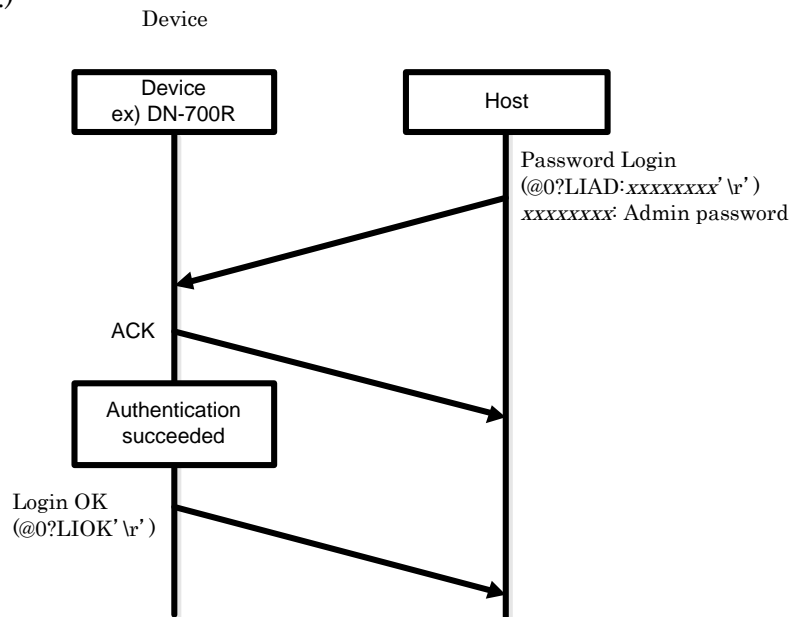 .)
Device
Device
ex) DN-700R
Host
Password Login
(@0?LIAD:xxxxxxxx’\r’)
xxxxxxxx: Admin password
ACK
Authentication
succeeded
Login OK
(@0?LIOK’\r’)